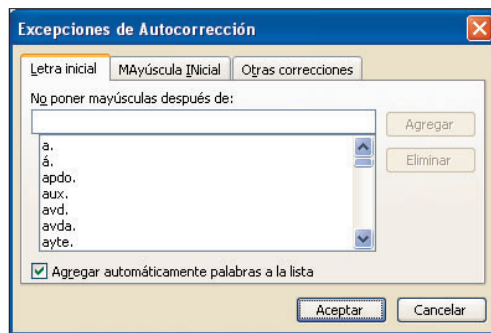 Excepciones de Autocorrección
Letra inicial
MAyúscula INicial
Otras correcciones
No poner mayúsculas después de:
Agregar
a.
á.
apdo.
aux.
avd.
avda.
ayte.
Eliminar
Agregar automáticamente palabras a la lista
Aceptar
Cancelar